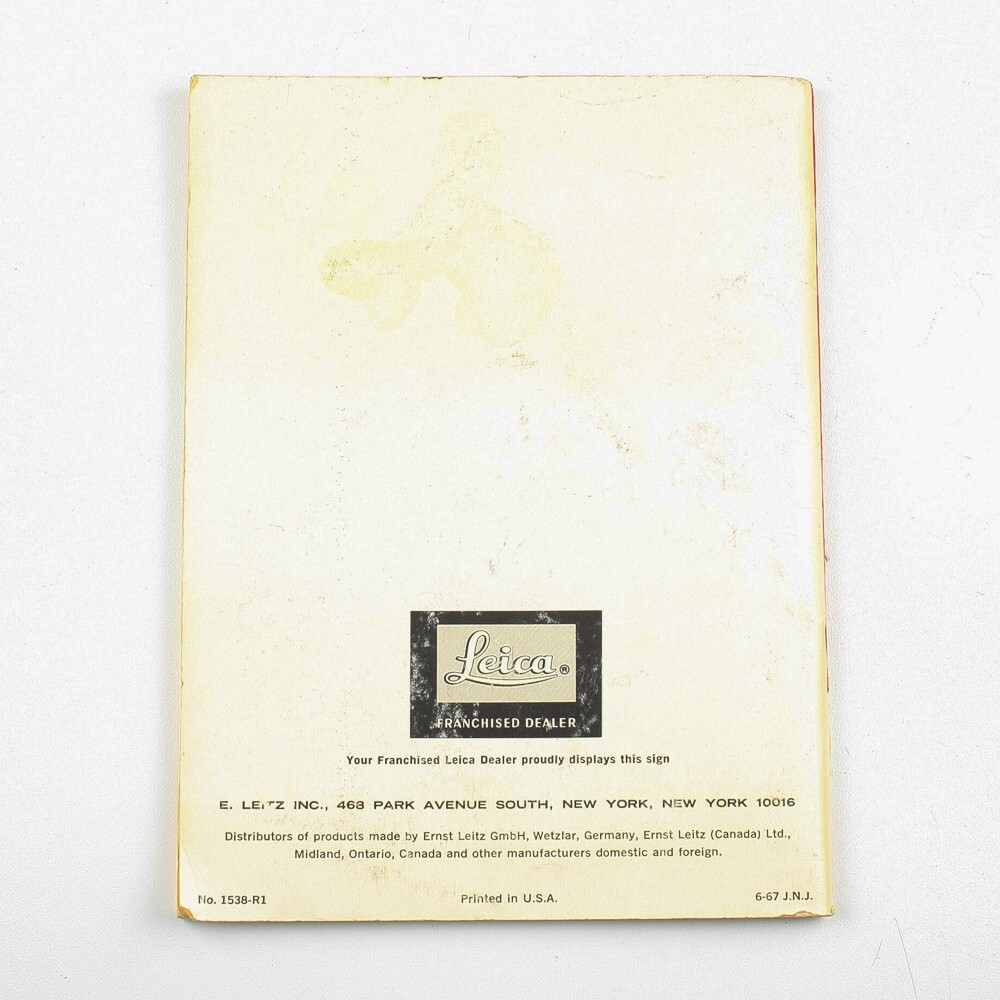 Leica®
FRANCHISED DEALER
Your Franchised Leica Dealer proudly displays this sign
E. LEITZ INC., 468 PARK AVENUE SOUTH, NEW YORK, NEW YORK 10016
Distributors of products made by Ernst Leitz GmbH, Wetzlar, Germany, Ernst Leitz (Canada) Ltd.,
Midland, Ontario, Canada and other manufacturers domestic and foreign.
No. 1538-R1 Printed in U.S.A. 6-67 J.N.J.